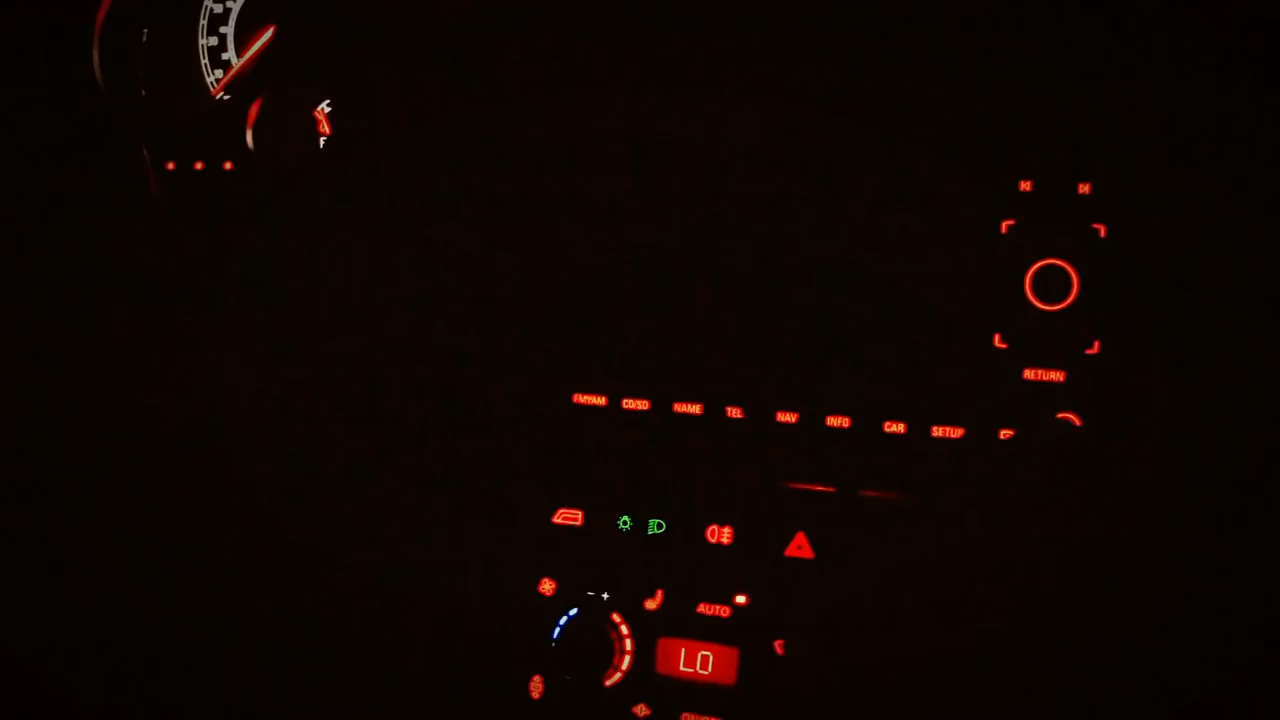 F
RETURN
FM/AM CD/SD NAME TEL NAV INFO CAR SETUP
- +
AUTO
LO